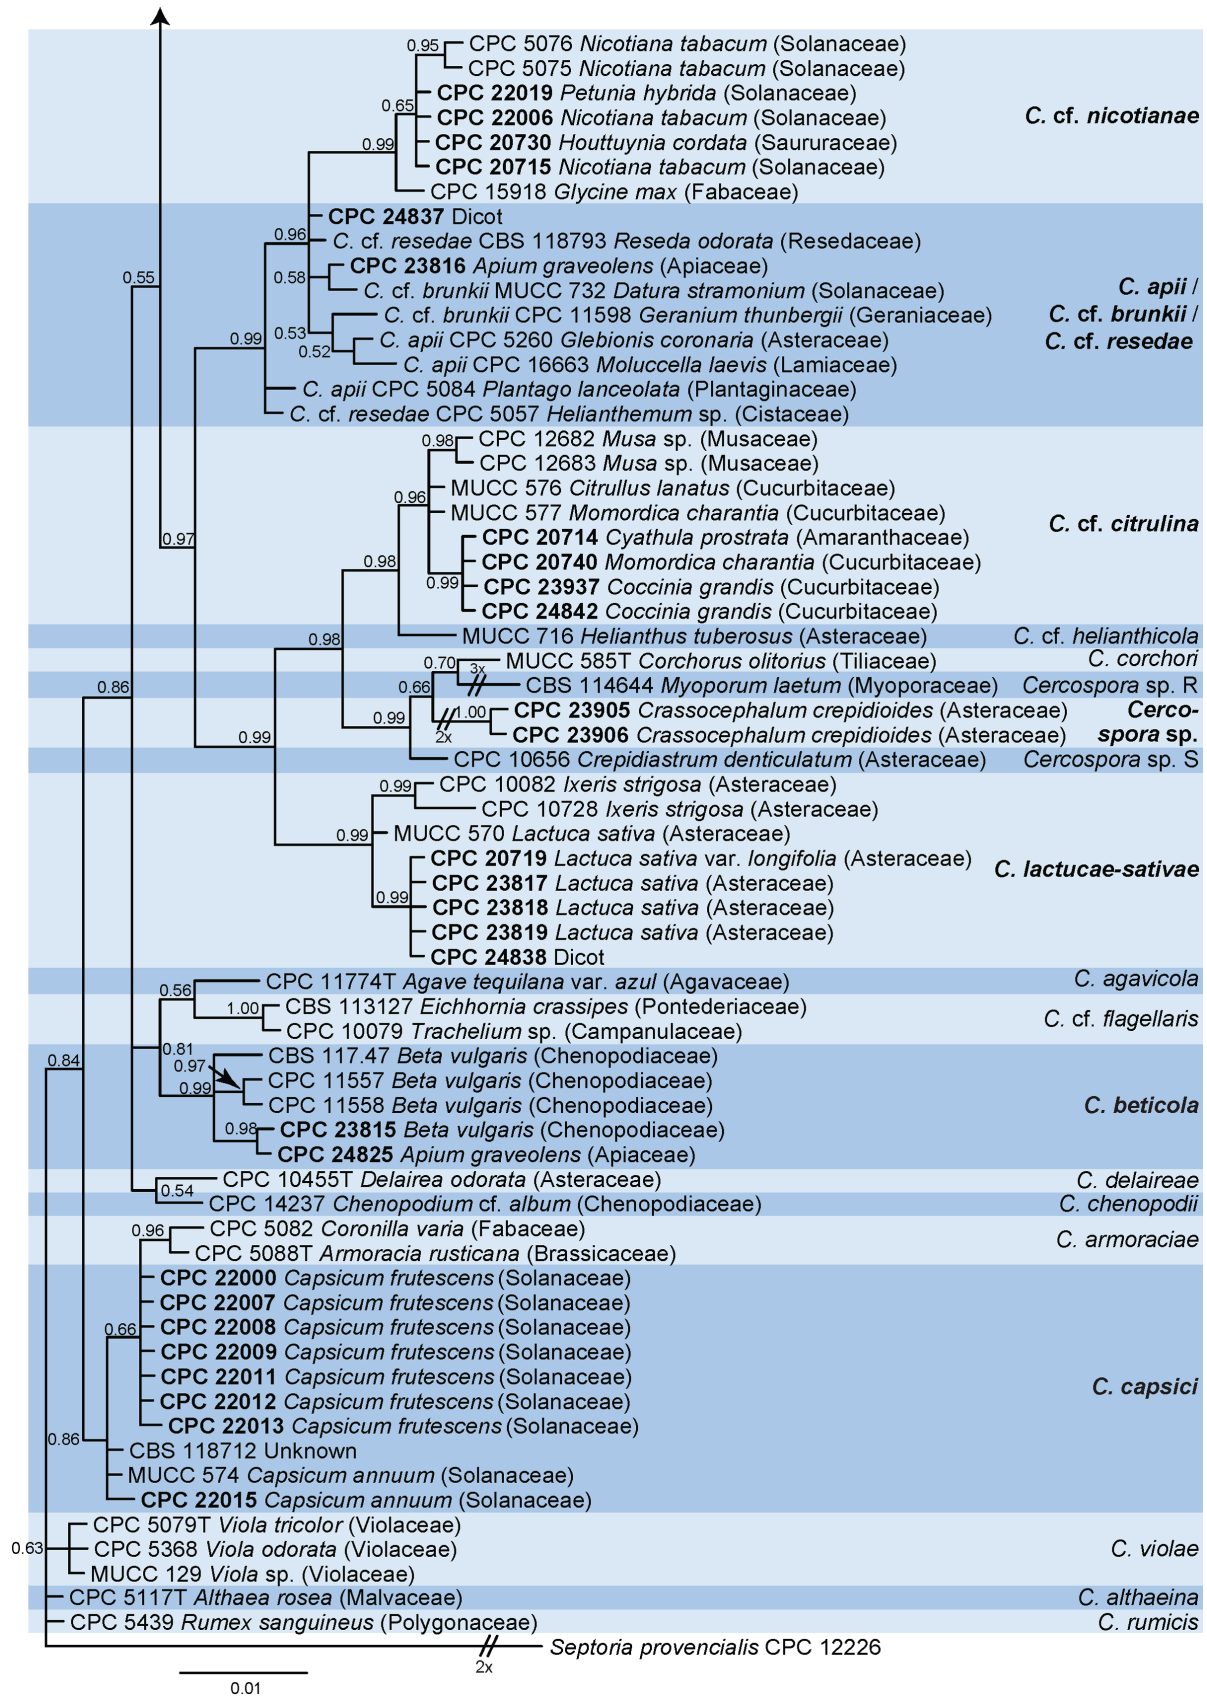 0.95
CPC 5076 Nicotiana tabacum (Solanaceae)
CPC 5075 Nicotiana tabacum (Solanaceae)
0.65
CPC 22019 Petunia hybrida (Solanaceae)
CPC 22006 Nicotiana tabacum (Solanaceae)
C. cf. nicotianae
0.99
CPC 20730 Houttuynia cordata (Saururaceae)
CPC 20715 Nicotiana tabacum (Solanaceae)
CPC 15918 Glycine max (Fabaceae)
CPC 24837 Dicot
0.96
C. cf. resedae CBS 118793 Reseda odorata (Resedaceae)
CPC 23816 Apium graveolens (Apiaceae)
0.55
0.58
C. cf. brunkii MUCC 732 Datura stramonium (Solanaceae)
C. apii /
C. cf. brunkii CPC 11598 Geranium thunbergii (Geraniaceae)
C. cf. brunkii /
0.53
0.99
C. apii CPC 5260 Glebionis coronaria (Asteraceae)
C. cf. resedae
0.52
C. apii CPC 16663 Moluccella laevis (Lamiaceae)
C. apii CPC 5084 Plantago lanceolata (Plantaginaceae)
C. cf. resedae CPC 5057 Helianthemum sp. (Cistaceae)
0.98
CPC 12682 Musa sp. (Musaceae)
CPC 12683 Musa sp. (Musaceae)
0.96
MUCC 576 Citrullus lanatus (Cucurbitaceae)
MUCC 577 Momordica charantia (Cucurbitaceae)
C. cf. citrulina
0.97
CPC 20714 Cyathula prostrata (Amaranthaceae)
0.98
CPC 20740 Momordica charantia (Cucurbitaceae)
0.99
CPC 23937 Coccinia grandis (Cucurbitaceae)
CPC 24842 Coccinia grandis (Cucurbitaceae)
0.98
MUCC 716 Helianthus tuberosus (Asteraceae)
C. cf. helianthicola
0.70
MUCC 585T Corchorus olitorius (Tiliaceae)
C. corchori
3x
0.86
0.66
CBS 114644 Myoporum laetum (Myoporaceae)
Cercospora sp. R
1.00
CPC 23905 Crassocephalum crepidioides (Asteraceae)
Cerco-
0.99
2x
CPC 23906 Crassocephalum crepidioides (Asteraceae)
spora sp.
0.99
CPC 10656 Crepidiastrum denticulatum (Asteraceae)
Cercospora sp. S
0.99
CPC 10082 Ixeris strigosa (Asteraceae)
CPC 10728 Ixeris strigosa (Asteraceae)
0.99
MUCC 570 Lactuca sativa (Asteraceae)
CPC 20719 Lactuca sativa var. longifolia (Asteraceae)
C. lactucae-sativae
CPC 23817 Lactuca sativa (Asteraceae)
0.99
CPC 23818 Lactuca sativa (Asteraceae)
CPC 23819 Lactuca sativa (Asteraceae)
CPC 24838 Dicot
CPC 11774T Agave tequilana var. azul (Agavaceae)
C. agavicola
0.56
1.00
CBS 113127 Eichhornia crassipes (Pontederiaceae)
C. cf. flagellaris
CPC 10079 Trachelium sp. (Campanulaceae)
0.84
0.81
CBS 117.47 Beta vulgaris (Chenopodiaceae)
0.97
CPC 11557 Beta vulgaris (Chenopodiaceae)
0.99
CPC 11558 Beta vulgaris (Chenopodiaceae)
C. beticola
0.98
CPC 23815 Beta vulgaris (Chenopodiaceae)
CPC 24825 Apium graveolens (Apiaceae)
CPC 10455T Delairea odorata (Asteraceae)
C. delaireae
0.54
CPC 14237 Chenopodium cf. album (Chenopodiaceae)
C. chenopodii
0.96
CPC 5082 Coronilla varia (Fabaceae)
C. armoraciae
CPC 5088T Armoracia rusticana (Brassicaceae)
CPC 22000 Capsicum frutescens (Solanaceae)
CPC 22007 Capsicum frutescens (Solanaceae)
0.66
CPC 22008 Capsicum frutescens (Solanaceae)
CPC 22009 Capsicum frutescens (Solanaceae)
CPC 22011 Capsicum frutescens (Solanaceae)
C. capsici
CPC 22012 Capsicum frutescens (Solanaceae)
CPC 22013 Capsicum frutescens (Solanaceae)
0.86
CBS 118712 Unknown
MUCC 574 Capsicum annuum (Solanaceae)
CPC 22015 Capsicum annuum (Solanaceae)
CPC 5079T Viola tricolor (Violaceae)
0.63
CPC 5368 Viola odorata (Violaceae)
C. violae
MUCC 129 Viola sp. (Violaceae)
CPC 5117T Althaea rosea (Malvaceae)
C. althaeina
CPC 5439 Rumex sanguineus (Polygonaceae)
C. rumicis
Septoria provencialis CPC 12226
2x
0.01